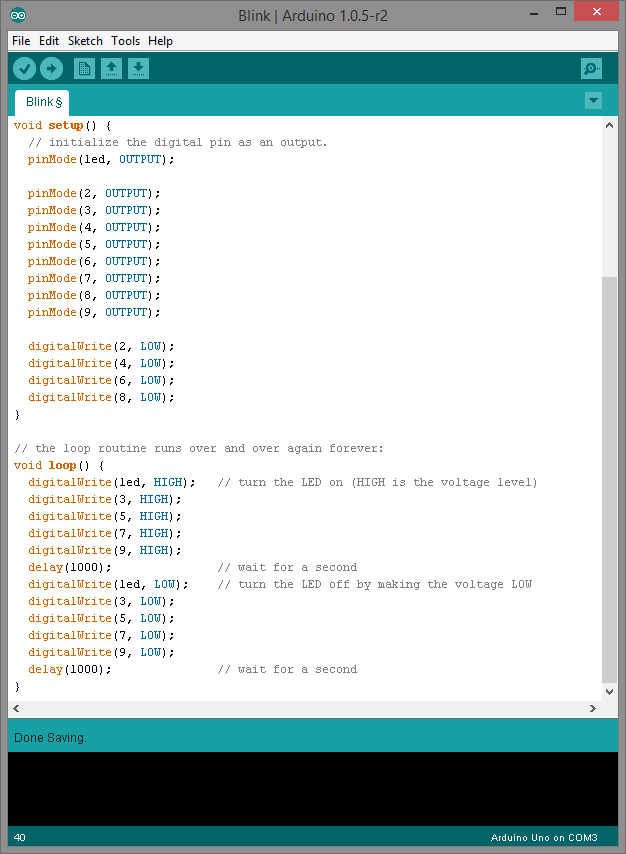 Blink | Arduino 1.0.5-r2
File Edit Sketch Tools Help
Blink §
void setup() {
  // initialize the digital pin as an output.
  pinMode(led, OUTPUT);

  pinMode(2, OUTPUT);
  pinMode(3, OUTPUT);
  pinMode(4, OUTPUT);
  pinMode(5, OUTPUT);
  pinMode(6, OUTPUT);
  pinMode(7, OUTPUT);
  pinMode(8, OUTPUT);
  pinMode(9, OUTPUT);

  digitalWrite(2, LOW);
  digitalWrite(4, LOW);
  digitalWrite(6, LOW);
  digitalWrite(8, LOW);
}

// the loop routine runs over and over again forever:
void loop() {
  digitalWrite(led, HIGH);   // turn the LED on (HIGH is the voltage level)
  digitalWrite(3, HIGH);
  digitalWrite(5, HIGH);
  digitalWrite(7, HIGH);
  digitalWrite(9, HIGH);
  delay(1000);               // wait for a second
  digitalWrite(led, LOW);    // turn the LED off by making the voltage LOW
  digitalWrite(3, LOW);
  digitalWrite(5, LOW);
  digitalWrite(7, LOW);
  digitalWrite(9, LOW);
  delay(1000);               // wait for a second
}
Done Saving.
40
Arduino Uno on COM3